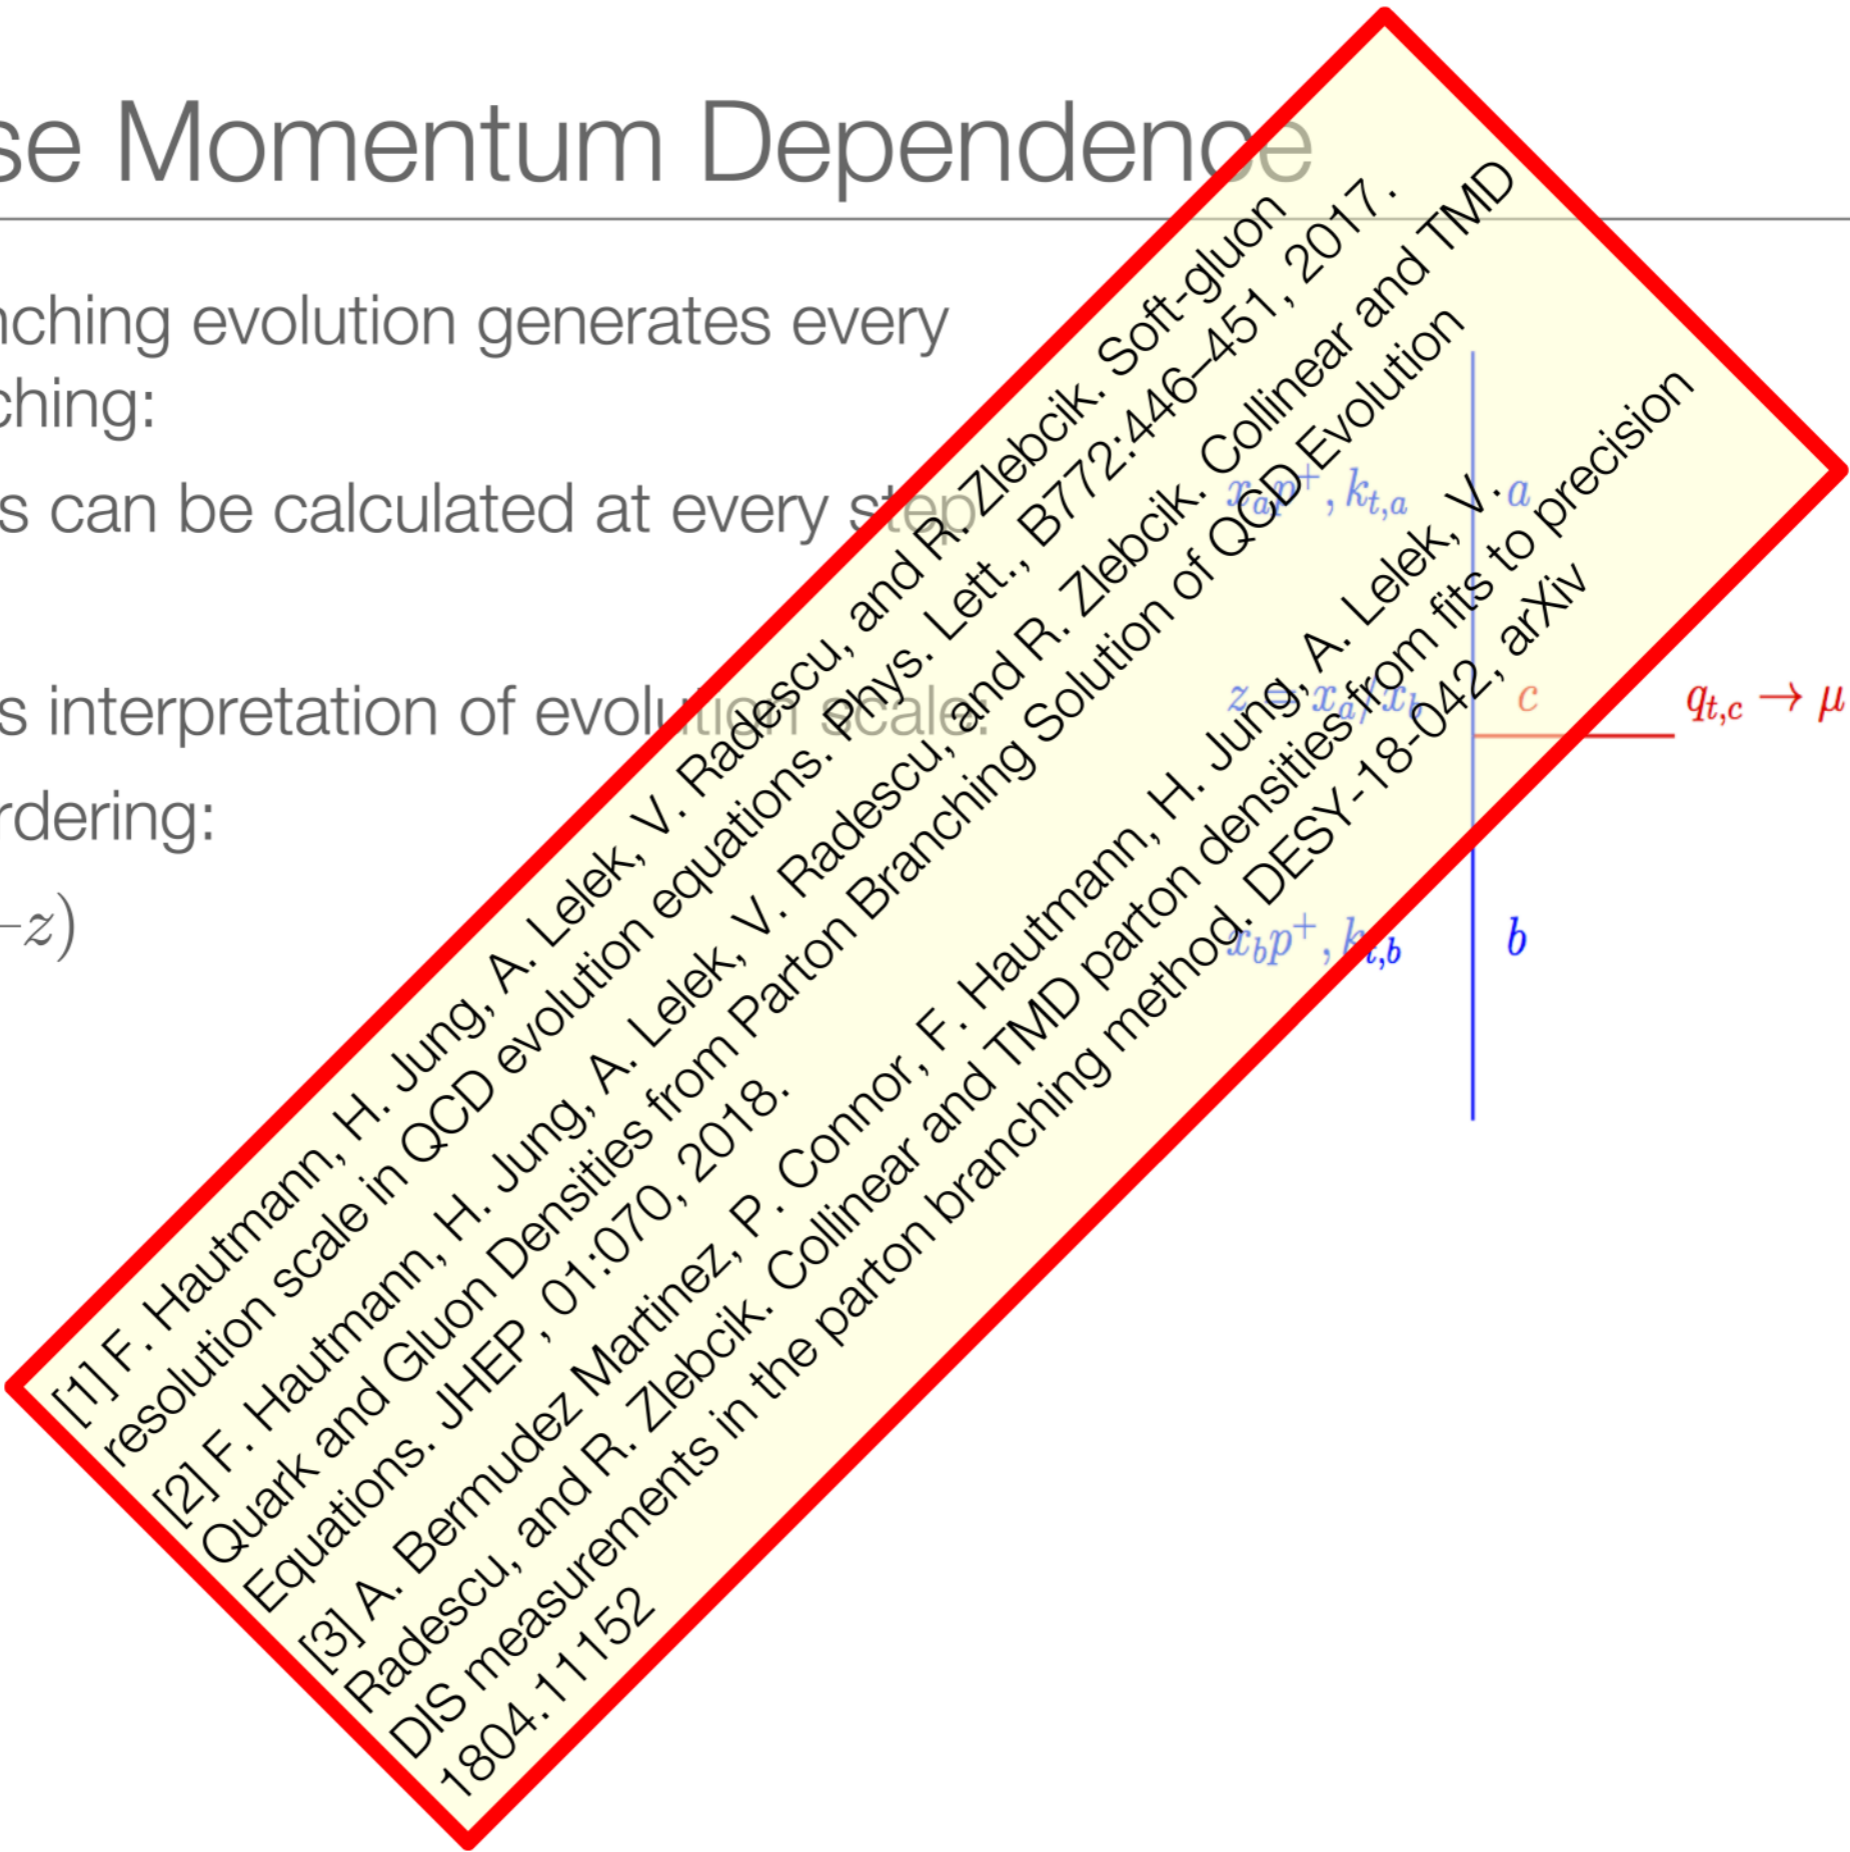 se Momentum Dependence
nching evolution generates every
ching:
s can be calculated at every step
s interpretation of evolution scale:
rdering:
–z)
[1] F. Hautmann, H. Jung, A. Lelek, V. Radescu, and R. Zlebcik. Soft-gluon
resolution scale in QCD evolution equations. Phys. Lett., B772:446–451, 2017.
[2] F. Hautmann, H. Jung, A. Lelek, V. Radescu, and R. Zlebcik. Collinear and TMD
Quark and Gluon Densities from Parton Branching Solution of QCD Evolution
Equations. JHEP, 01:070, 2018.
[3] A. Bermudez Martinez, P. Connor, F. Hautmann, H. Jung, A. Lelek, V.
Radescu, and R. Zlebcik. Collinear and TMD parton densities from fits to precision
DIS measurements in the parton branching method. DESY-18-042, arXiv
1804.11152
x_a p^+, k_{t,a} a
z = x_a/x_b c q_{t,c} → μ
x_b p^+, k_{t,b} b